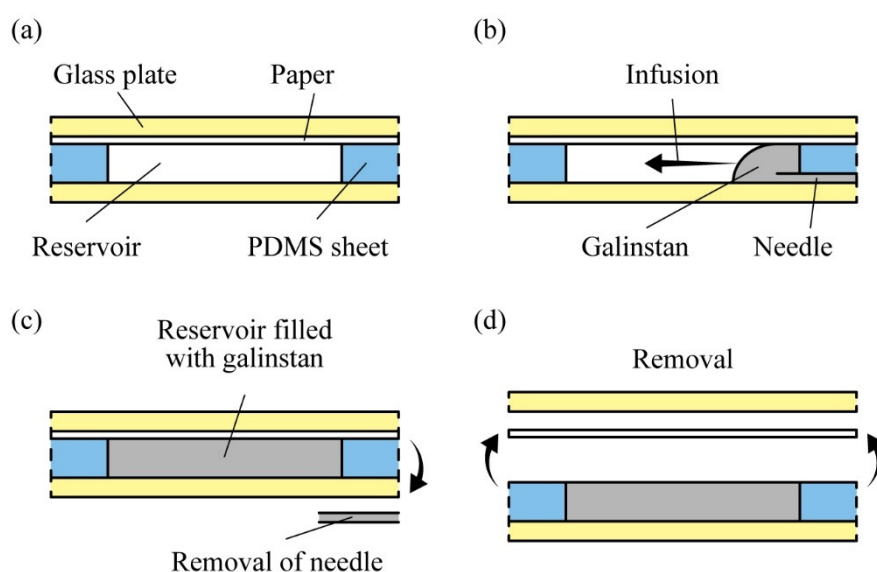 (a)
Glass plate
Paper
Reservoir
PDMS sheet
(b)
Infusion
Galinstan
Needle
(c)
Reservoir filled
with galinstan
Removal of needle
(d)
Removal